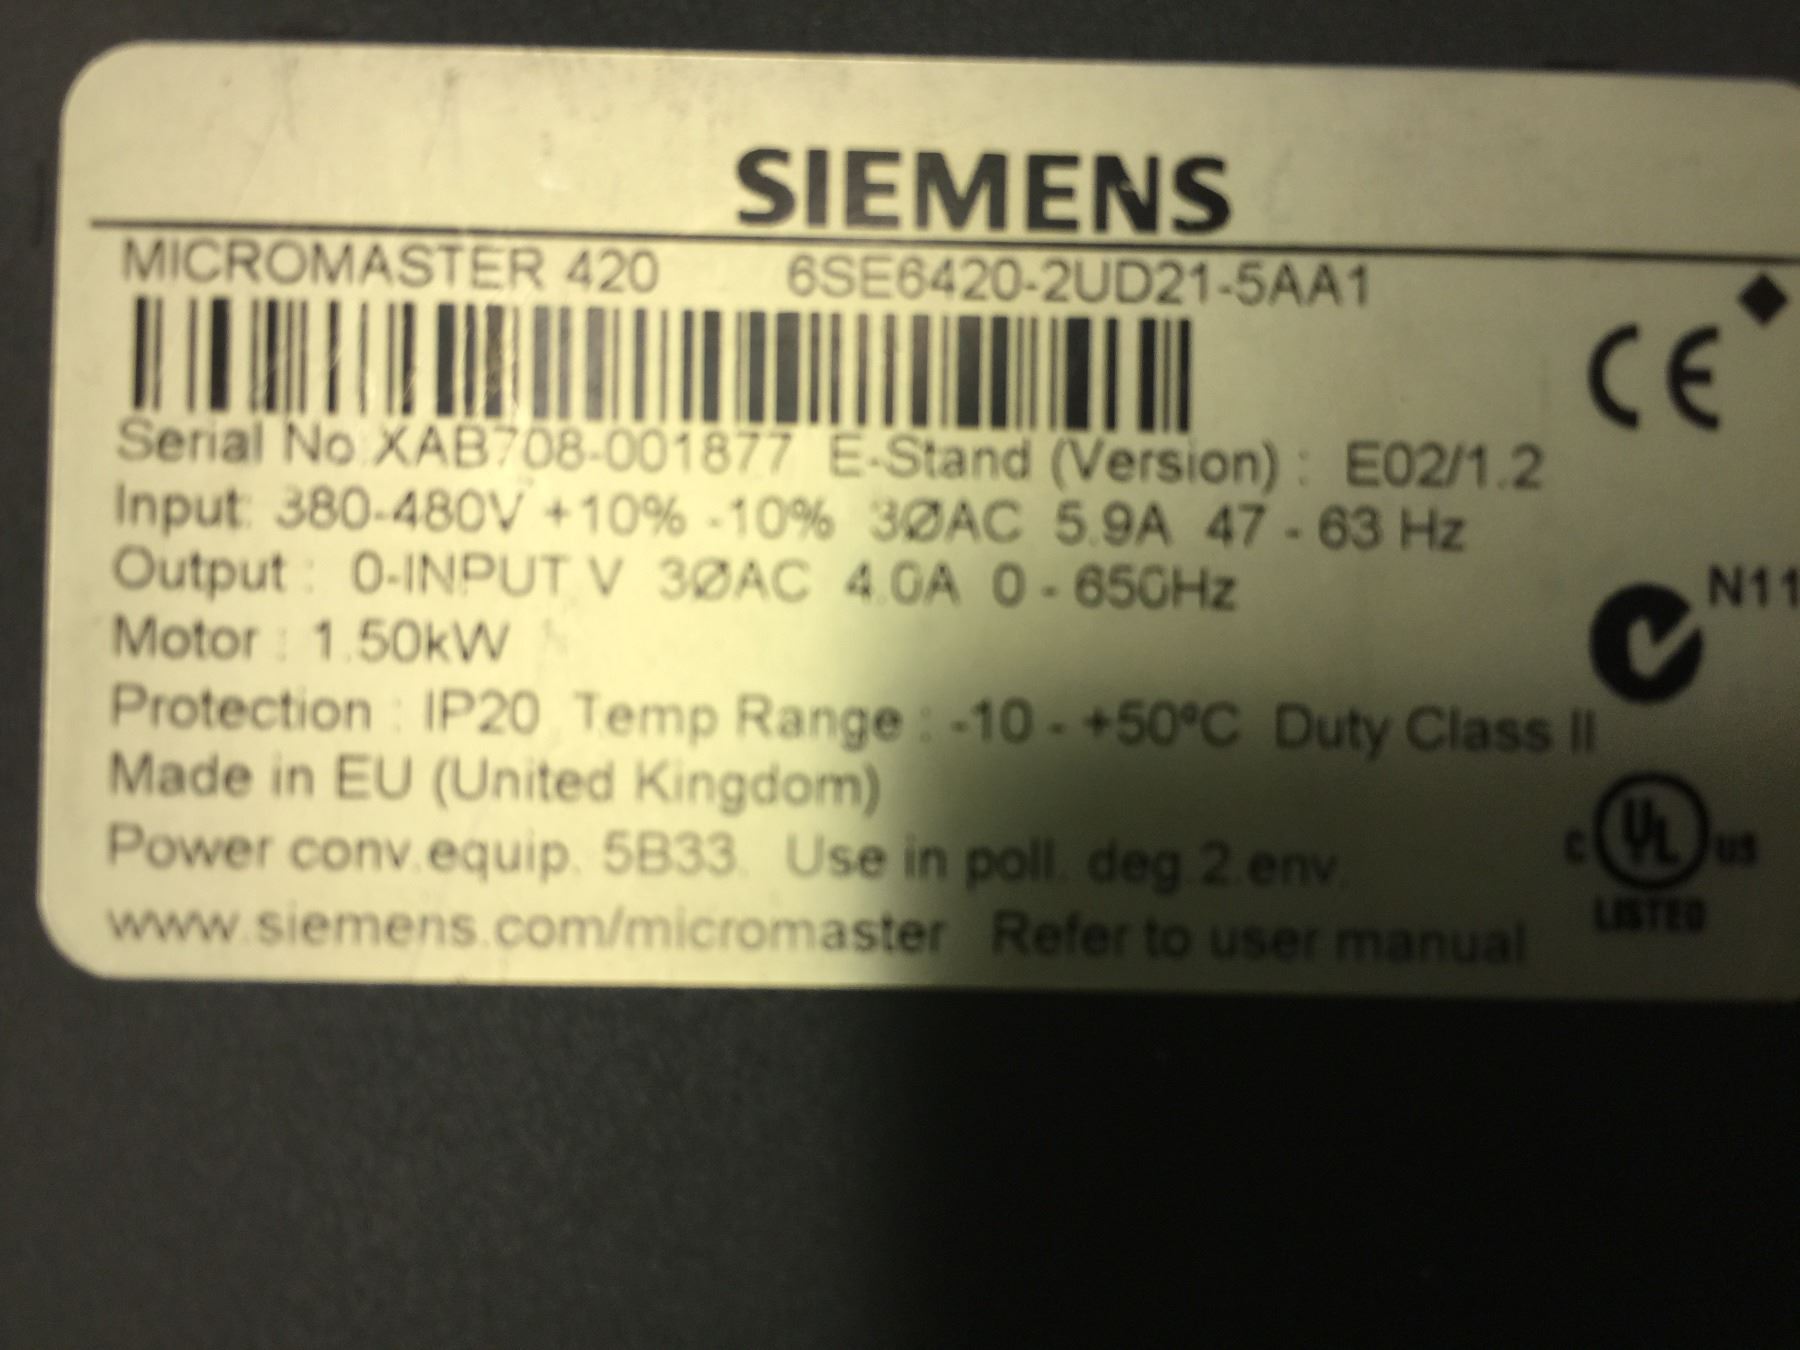 SIEMENS
MICROMASTER 420 6SE6420-2UD21-5AA1
CE
Serial No XAB708-001877 E-Stand (Version) : E02/1.2
Input: 380-480V +10% -10% 3ØAC 5.9A 47 - 63 Hz
Output : 0-INPUT V 3ØAC 4.0A 0 - 650Hz
N11
Motor : 1.50kW
Protection : IP20 Temp Range : -10 - +50°C Duty Class II
Made in EU (United Kingdom)
Power conv.equip. 5B33. Use in poll. deg.2.env.
C UL US
LISTED
www.siemens.com/micromaster Refer to user manual